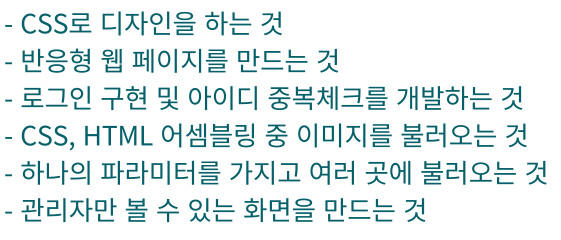 - CSS로 디자인을 하는 것
- 반응형 웹 페이지를 만드는 것
- 로그인 구현 및 아이디 중복체크를 개발하는 것
- CSS, HTML 어셈블링 중 이미지를 불러오는 것
- 하나의 파라미터를 가지고 여러 곳에 불러오는 것
- 관리자만 볼 수 있는 화면을 만드는 것